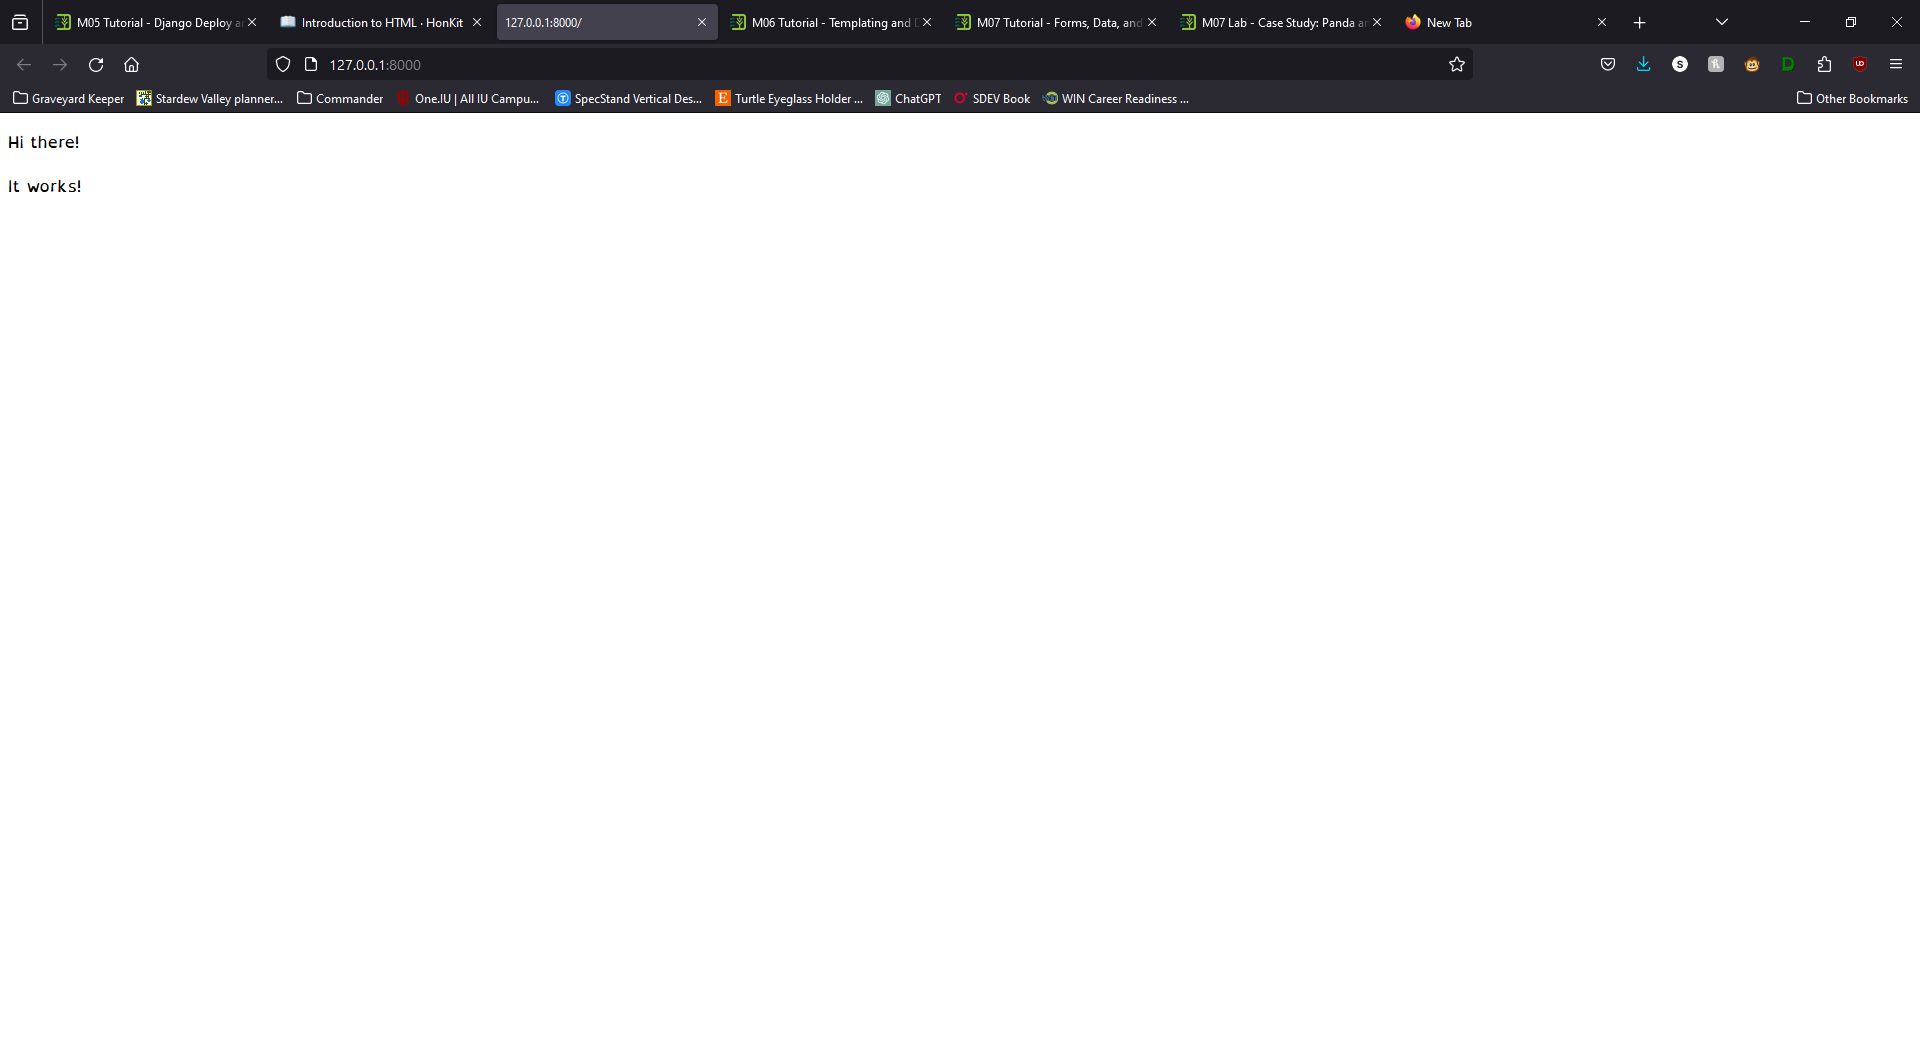 M05 Tutorial - Django Deploy a
Introduction to HTML · HonKit
127.0.0.1:8000/
M06 Tutorial - Templating and
M07 Tutorial - Forms, Data, and
M07 Lab - Case Study: Panda a
New Tab
127.0.0.1:8000
S
UD
Graveyard Keeper
Stardew Valley planner...
Commander
One.IU | All IU Campu...
SpecStand Vertical Des...
E
Turtle Eyeglass Holder ...
ChatGPT
SDEV Book
WIN Career Readiness ...
Other Bookmarks
Hi there!
It works!